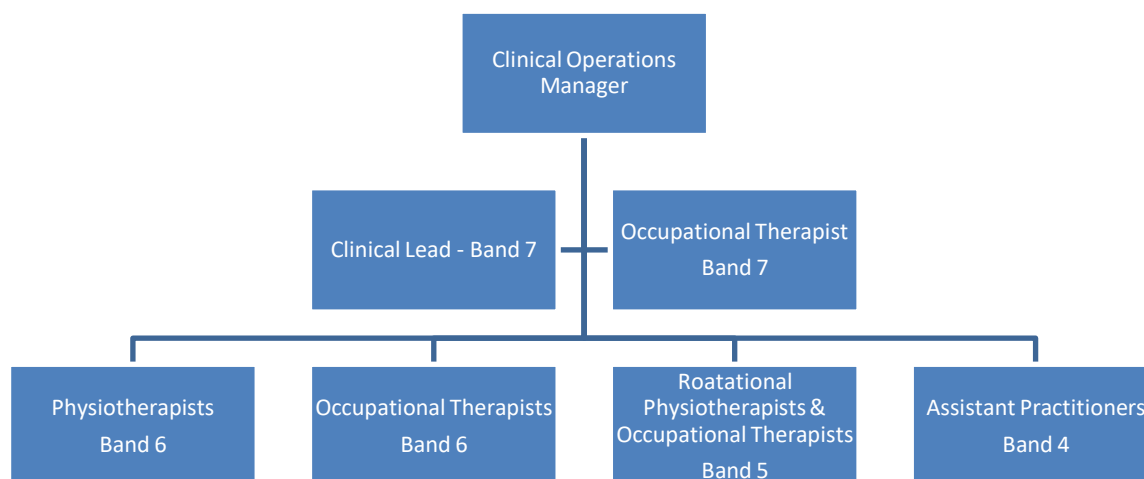 Clinical Operations
Manager
Clinical Lead - Band 7
Occupational Therapist
Band 7
Physiotherapists
Band 6
Occupational Therapists
Band 6
Roatational
Physiotherapists &
Occupational Therapists
Band 5
Assistant Practitioners
Band 4